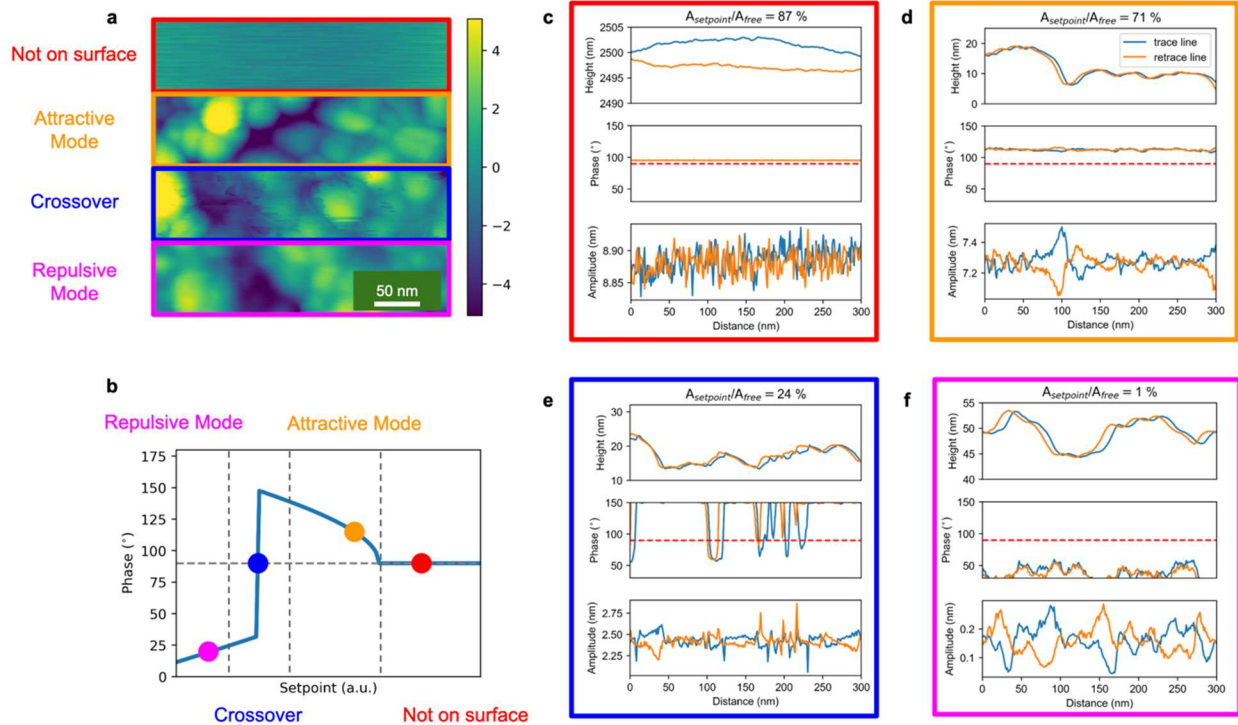 a
Not on surface
Attractive
Mode
Crossover
Repulsive
Mode
50 nm
4
2
0
−2
−4
b
Repulsive Mode
Attractive Mode
175
150
125
100
75
50
25
0
Phase (°)
Setpoint (a.u.)
Crossover
Not on surface
c
A_setpoint/A_free = 87 %
2505
2500
2495
2490
Height (nm)
150
100
50
Phase (°)
8.90
8.85
Amplitude (nm)
0 50 100 150 200 250 300
Distance (nm)
d
A_setpoint/A_free = 71 %
trace line
retrace line
20
10
0
Height (nm)
150
100
50
Phase (°)
7.4
7.2
Amplitude (nm)
0 50 100 150 200 250 300
Distance (nm)
e
A_setpoint/A_free = 24 %
30
20
10
Height (nm)
150
100
50
Phase (°)
2.75
2.50
2.25
Amplitude (nm)
0 50 100 150 200 250 300
Distance (nm)
f
A_setpoint/A_free = 1 %
55
50
45
40
Height (nm)
150
100
50
Phase (°)
0.2
0.1
Amplitude (nm)
0 50 100 150 200 250 300
Distance (nm)